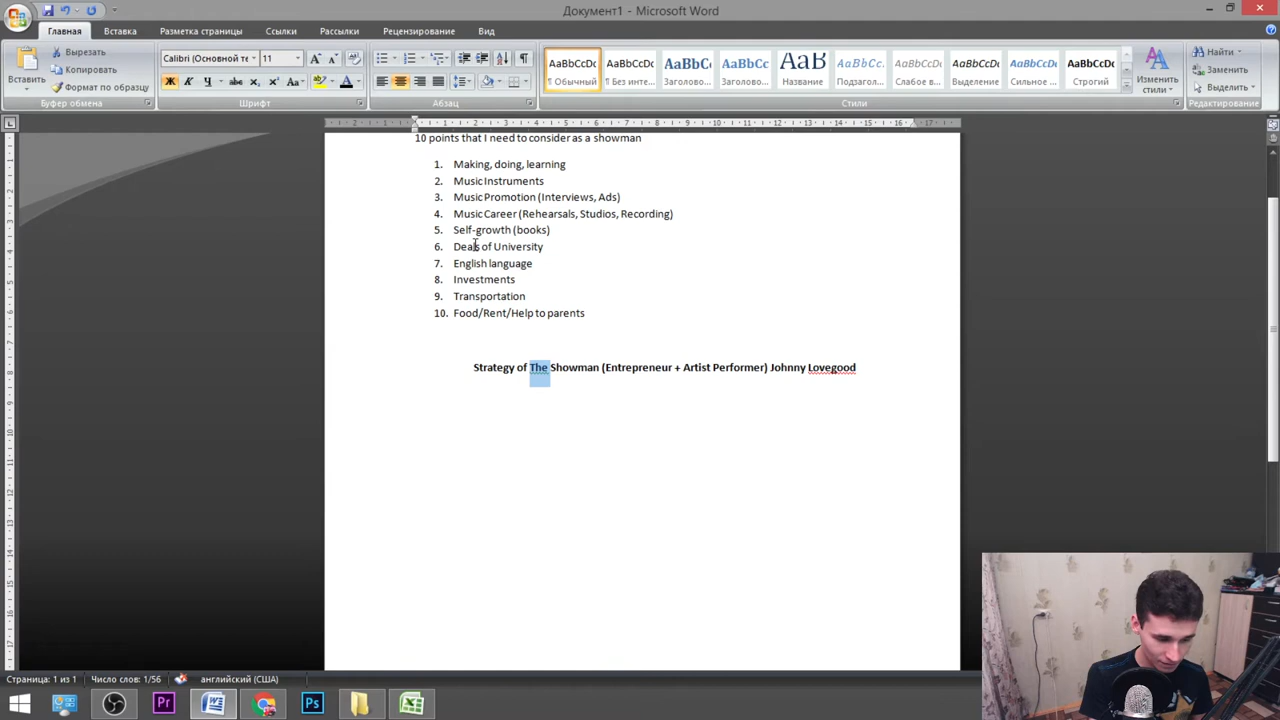 Документ1 - Microsoft Word
Главная Вставка Разметка страницы Ссылки Рассылки Рецензирование Вид
Вставить
Вырезать
Копировать
Формат по образцу
Буфер обмена
Calibri (Основной те 11
Ж К Ч abc x₂ x² Aa
Шрифт
Абзац
AaBbCcDc AaBbCcDc AaBbC AaBbCc AaB AaBbCc. AaBbCcDc AaBbCcDc AaBbCcDc AaBbCcDc
¶ Обычный ¶ Без инте... Заголово... Заголово... Название Подзагол... Слабое в... Выделение Сильное ... Строгий
Изменить стили
Стили
Найти
Заменить
Выделить
Редактирование
10 points that I need to consider as a showman
1. Making, doing, learning
2. Music Instruments
3. Music Promotion (Interviews, Ads)
4. Music Career (Rehearsals, Studios, Recording)
5. Self-growth (books)
6. Deals of University
7. English language
8. Investments
9. Transportation
10. Food/Rent/Help to parents
Strategy of The Showman (Entrepreneur + Artist Performer) Johnny Lovegood
Страница: 1 из 1 Число слов: 1/56 английский (США)
Pr Ps